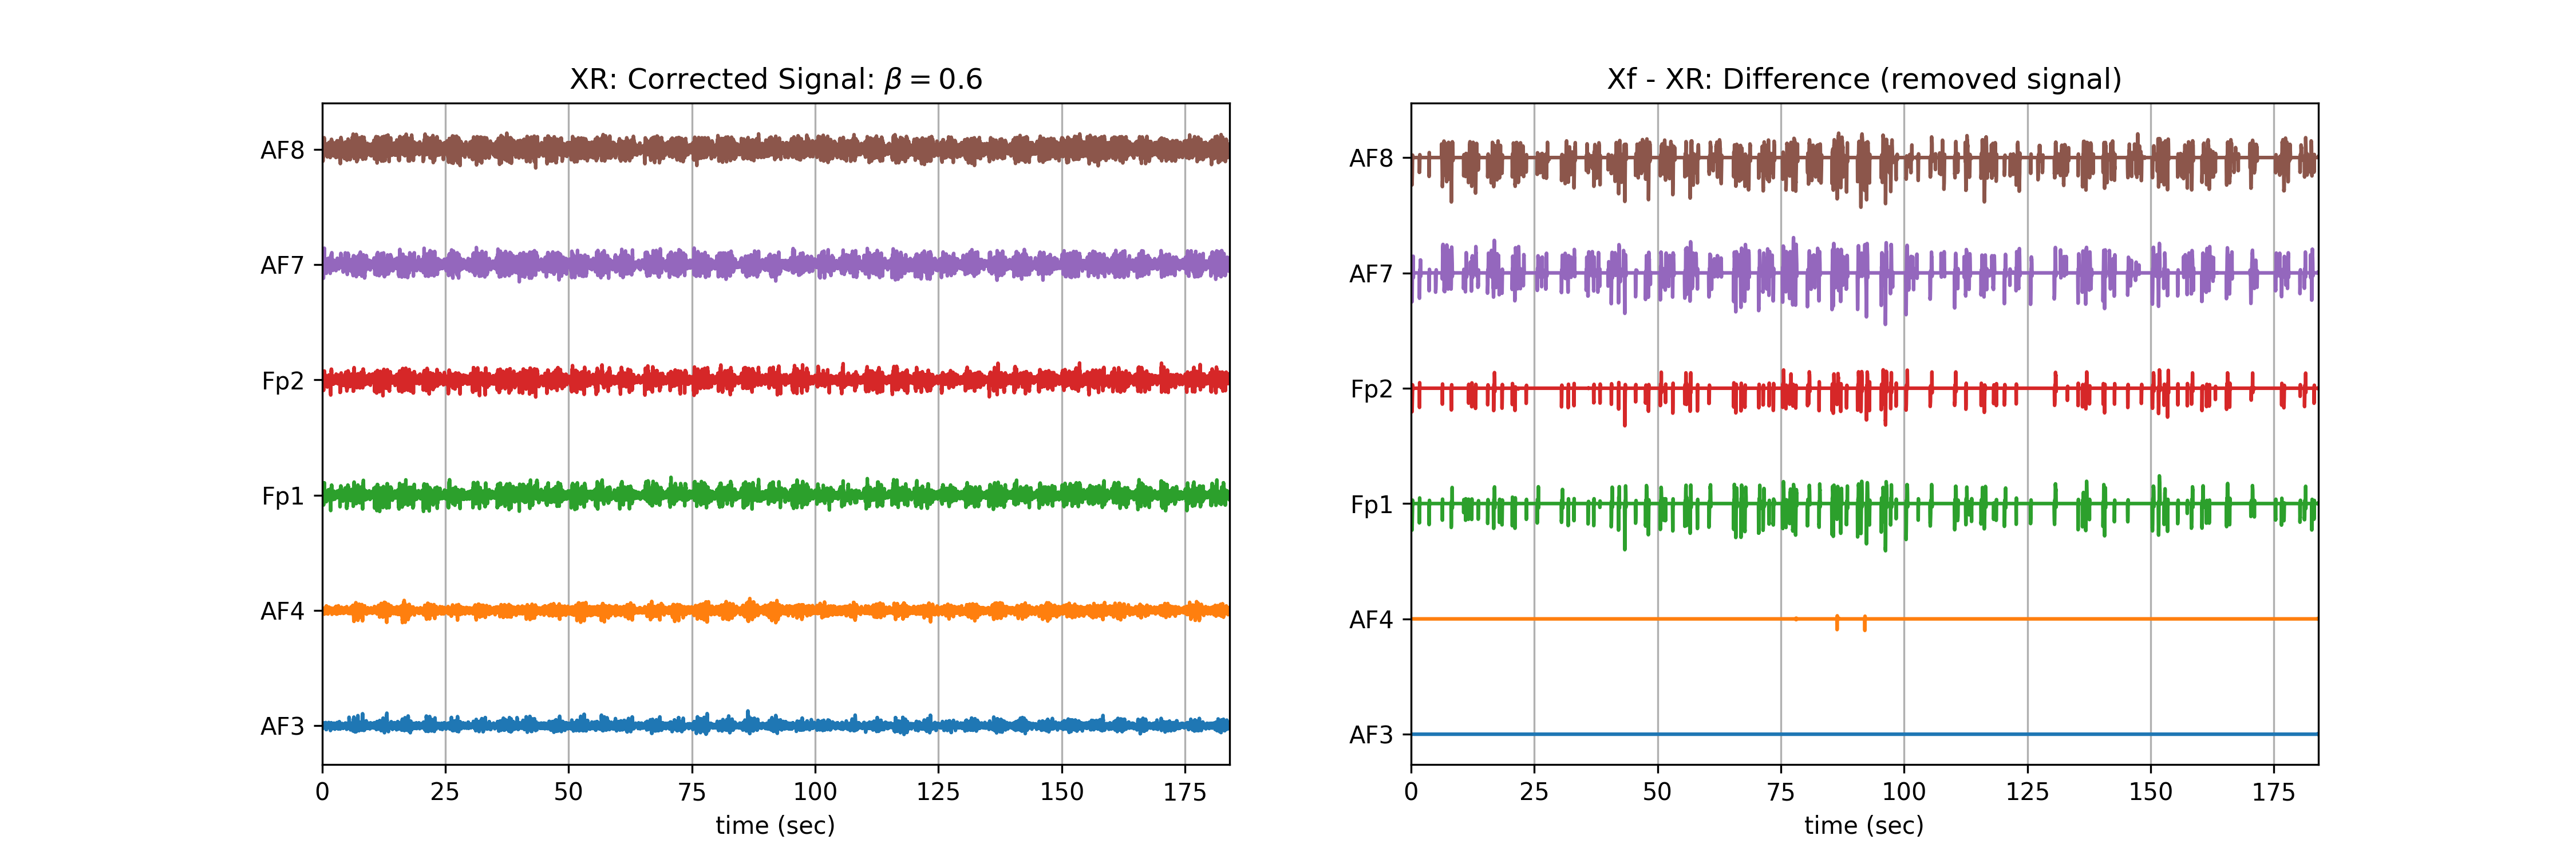 XR: Corrected Signal: β = 0.6
AF8
AF7
Fp2
Fp1
AF4
AF3
0 25 50 75 100 125 150 175
time (sec)
Xf - XR: Difference (removed signal)
AF8
AF7
Fp2
Fp1
AF4
AF3
0 25 50 75 100 125 150 175
time (sec)